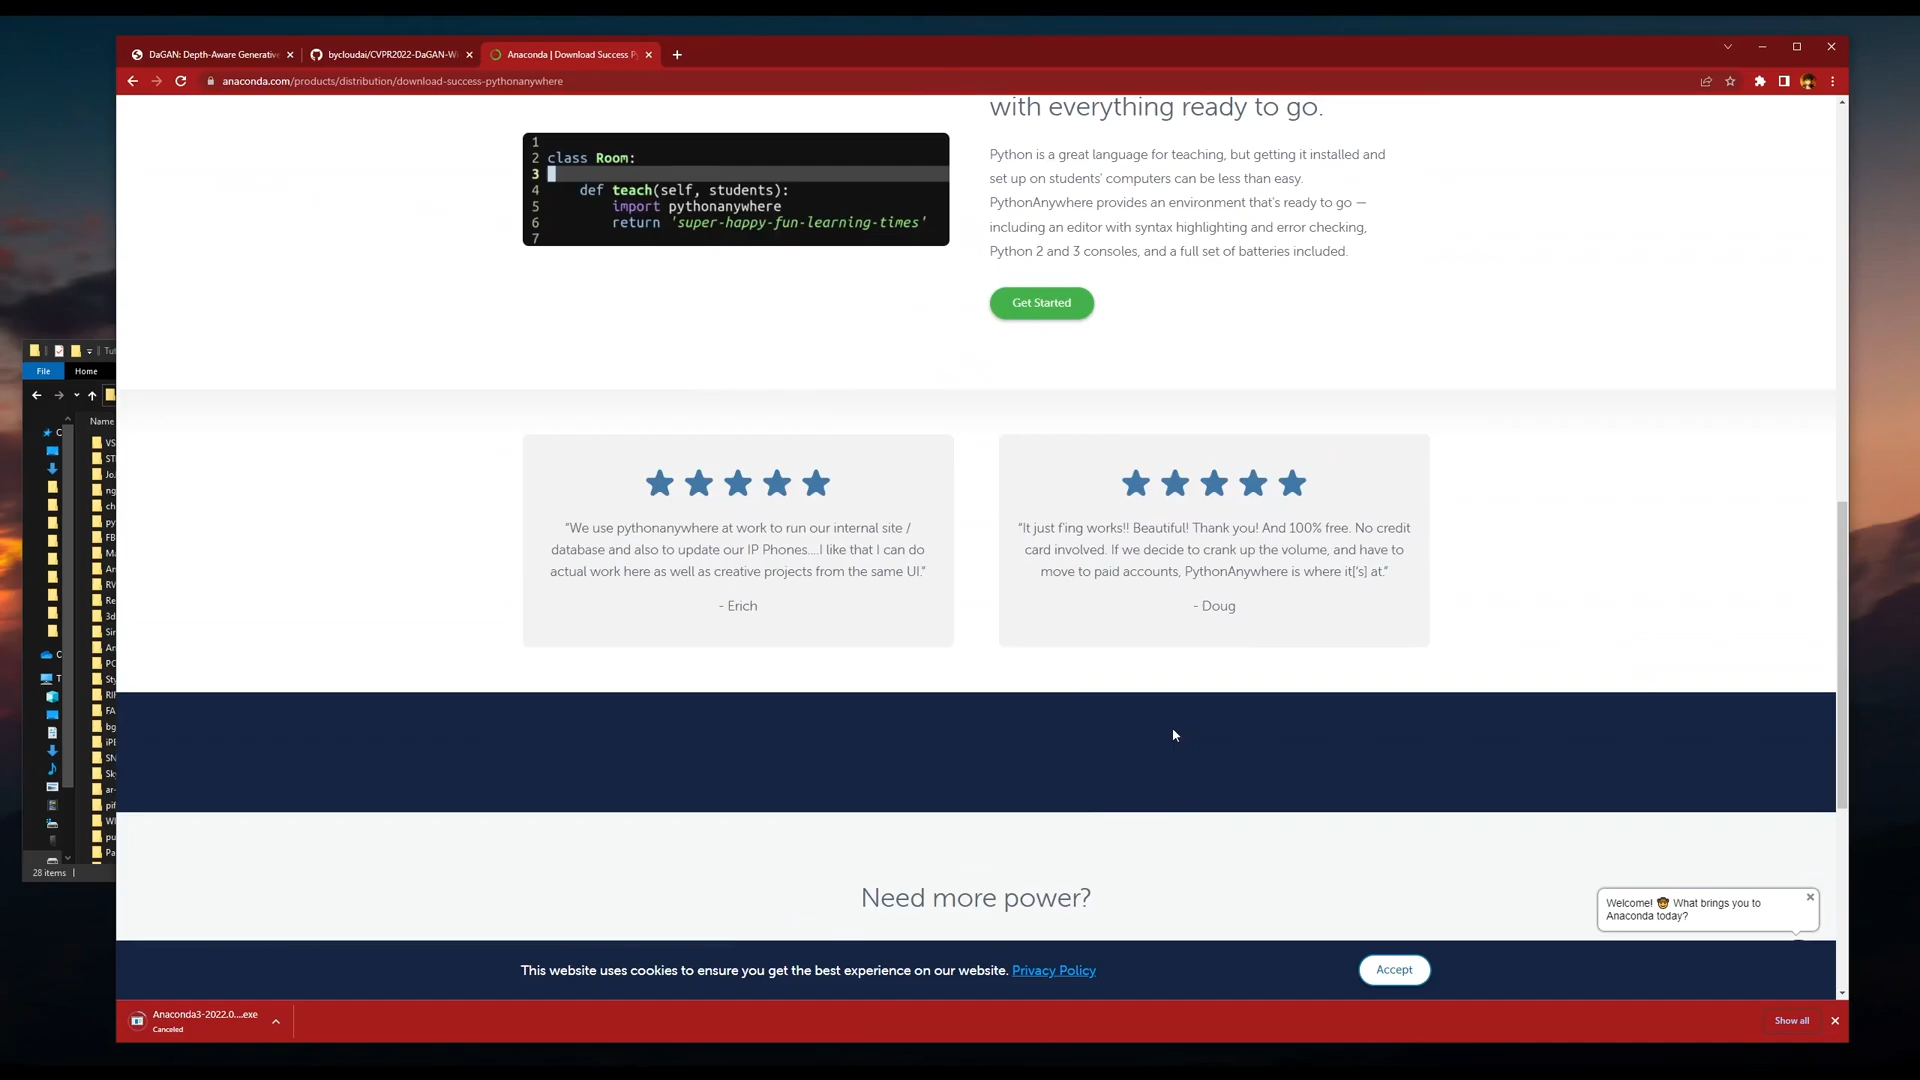 DaGAN: Depth-Aware Generativ
bycloudai/CVPR2022-DaGAN-W
Anaconda | Download Success P
anaconda.com/products/distribution/download-success-pythonanywhere
with everything ready to go.
1
2 class Room:
3
4 def teach(self, students):
5 import pythonanywhere
6 return 'super-happy-fun-learning-times'
7
Python is a great language for teaching, but getting it installed and
set up on students' computers can be less than easy.
PythonAnywhere provides an environment that's ready to go —
including an editor with syntax highlighting and error checking,
Python 2 and 3 consoles, and a full set of batteries included.
Get Started
File Home
Name
28 items
“We use pythonanywhere at work to run our internal site /
database and also to update our IP Phones....I like that I can do
actual work here as well as creative projects from the same UI.”
- Erich
“It just f'ing works!! Beautiful! Thank you! And 100% free. No credit
card involved. If we decide to crank up the volume, and have to
move to paid accounts, PythonAnywhere is where it['s] at.”
- Doug
Need more power?
Welcome! 🤠 What brings you to
Anaconda today?
This website uses cookies to ensure you get the best experience on our website. Privacy Policy
Accept
Anaconda3-2022.0....exe
Canceled
Show all